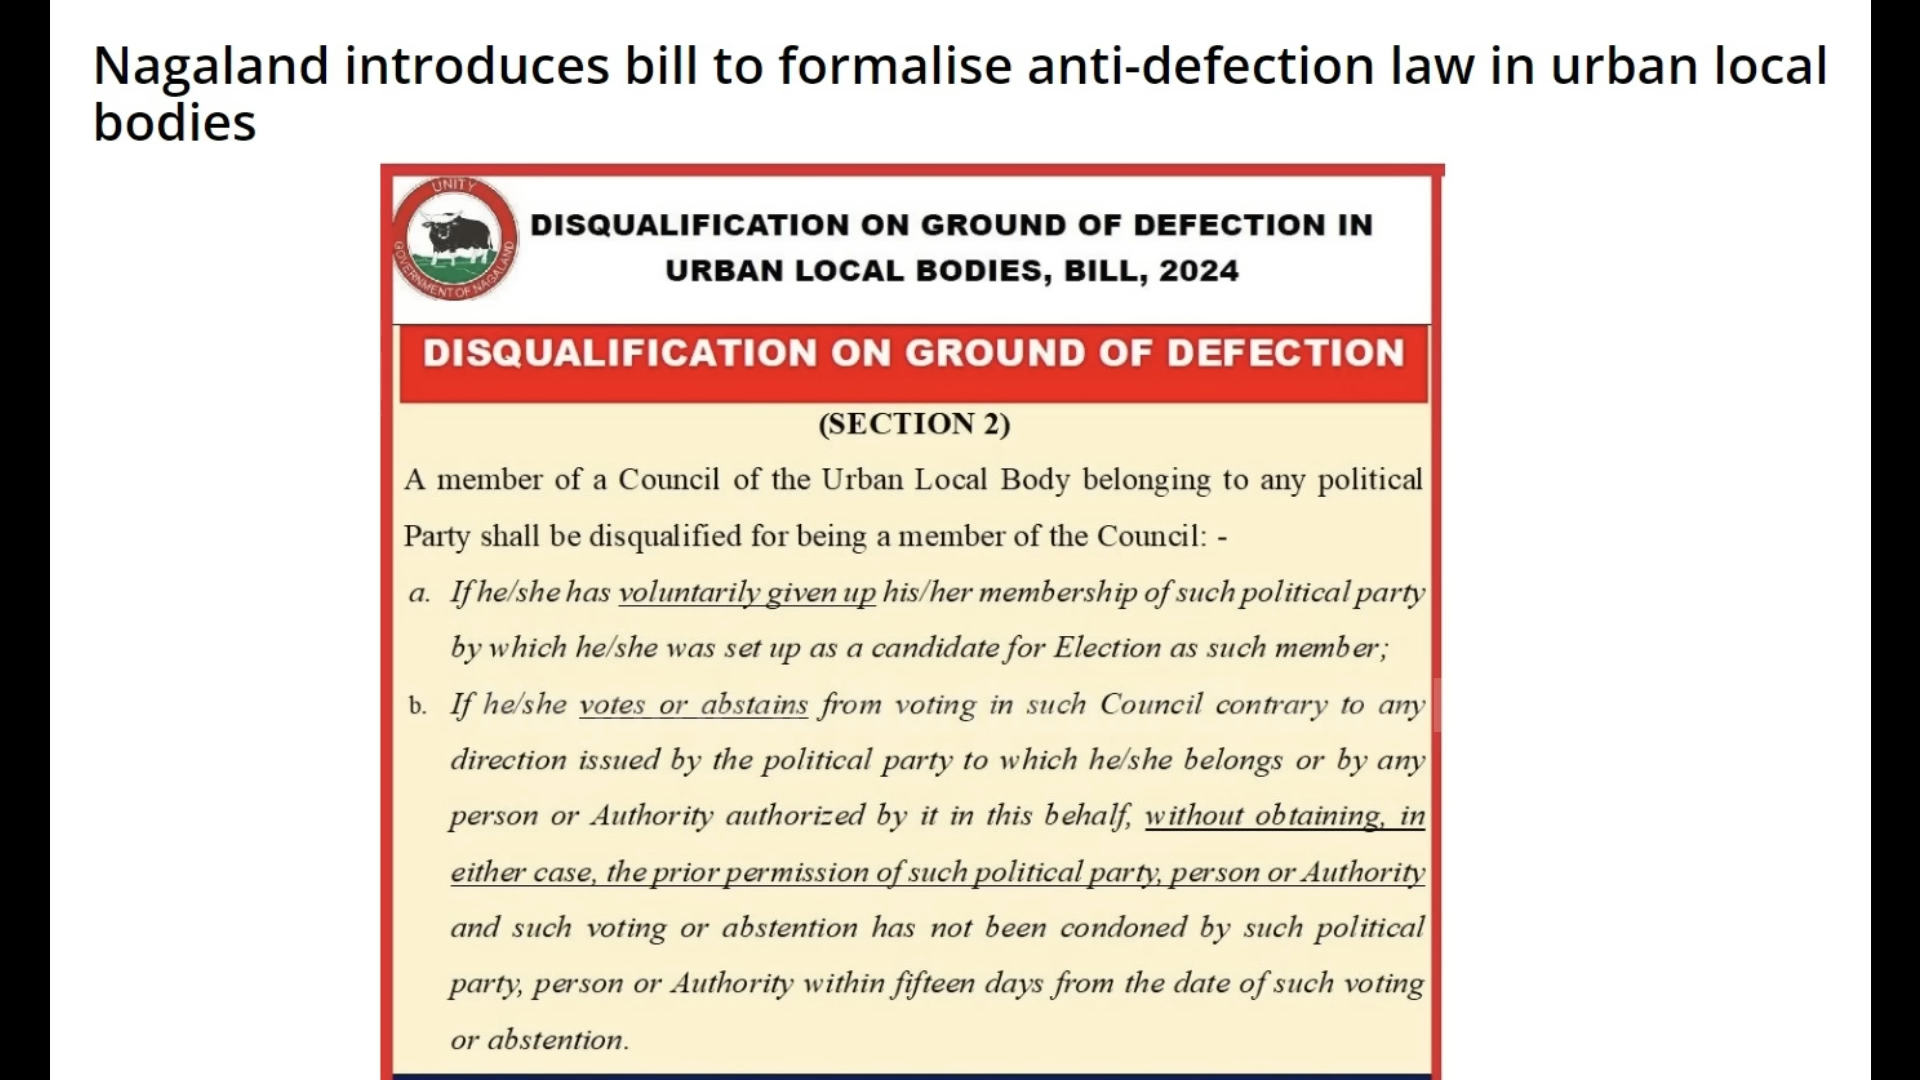 Nagaland introduces bill to formalise anti-defection law in urban local
bodies
UNITY
GOVERNMENT OF NAGALAND
DISQUALIFICATION ON GROUND OF DEFECTION IN
URBAN LOCAL BODIES, BILL, 2024
DISQUALIFICATION ON GROUND OF DEFECTION
(SECTION 2)
A member of a Council of the Urban Local Body belonging to any political
Party shall be disqualified for being a member of the Council: -
a. If he/she has voluntarily given up his/her membership of such political party
by which he/she was set up as a candidate for Election as such member;
b. If he/she votes or abstains from voting in such Council contrary to any
direction issued by the political party to which he/she belongs or by any
person or Authority authorized by it in this behalf, without obtaining, in
either case, the prior permission of such political party, person or Authority
and such voting or abstention has not been condoned by such political
party, person or Authority within fifteen days from the date of such voting
or abstention.